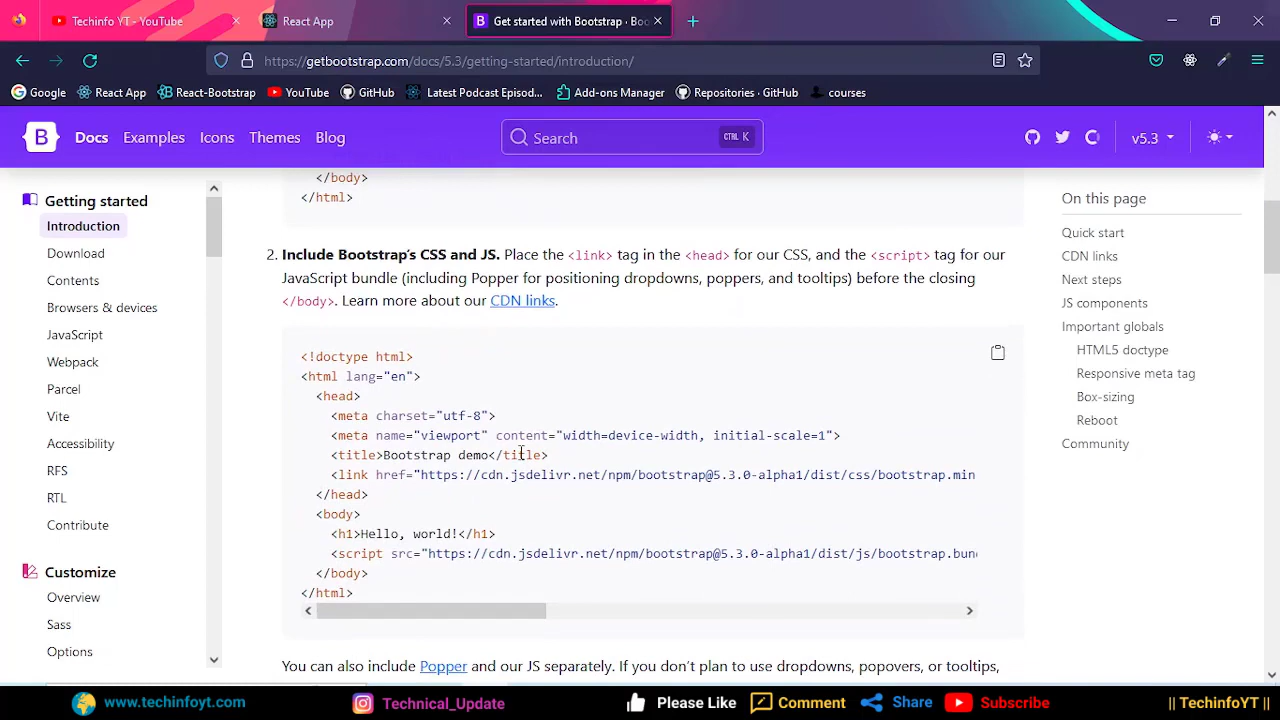 Techinfo YT - YouTube
React App
Get started with Bootstrap · Boo
https://getbootstrap.com/docs/5.3/getting-started/introduction/
Google
React App
React-Bootstrap
YouTube
GitHub
Latest Podcast Episod...
Add-ons Manager
Repositories · GitHub
courses
B
Docs
Examples
Icons
Themes
Blog
Search
CTRL K
v5.3
Getting started
Introduction
Download
Contents
Browsers & devices
JavaScript
Webpack
Parcel
Vite
Accessibility
RFS
RTL
Contribute
Customize
Overview
Sass
Options
</body>
</html>
2. Include Bootstrap's CSS and JS. Place the <link> tag in the <head> for our CSS, and the <script> tag for our
JavaScript bundle (including Popper for positioning dropdowns, poppers, and tooltips) before the closing
</body>. Learn more about our CDN links.
<!doctype html>
<html lang="en">
<head>
<meta charset="utf-8">
<meta name="viewport" content="width=device-width, initial-scale=1">
<title>Bootstrap demo</title>
<link href="https://cdn.jsdelivr.net/npm/bootstrap@5.3.0-alpha1/dist/css/bootstrap.min
</head>
<body>
<h1>Hello, world!</h1>
<script src="https://cdn.jsdelivr.net/npm/bootstrap@5.3.0-alpha1/dist/js/bootstrap.bun
</body>
</html>
You can also include Popper and our JS separately. If you don't plan to use dropdowns, popovers, or tooltips,
On this page
Quick start
CDN links
Next steps
JS components
Important globals
HTML5 doctype
Responsive meta tag
Box-sizing
Reboot
Community
www.techinfoyt.com
Technical_Update
Please Like
Comment
Share
Subscribe
|| TechinfoYT ||